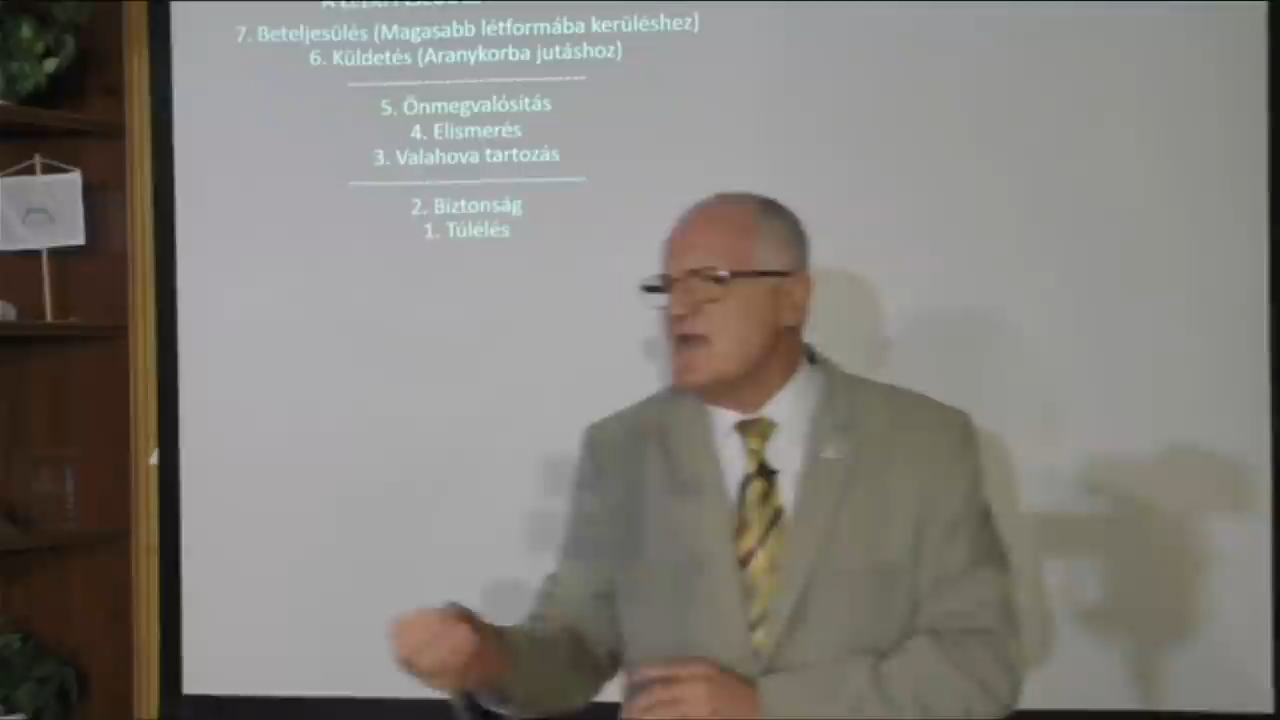 7. Beteljesülés (Magasabb létformába kerüléshez)
6. Küldetés (Aranykorba jutáshoz)
5. Önmegvalósítás
4. Elismerés
3. Valahova tartozás
2. Biztonság
1. Túlélés